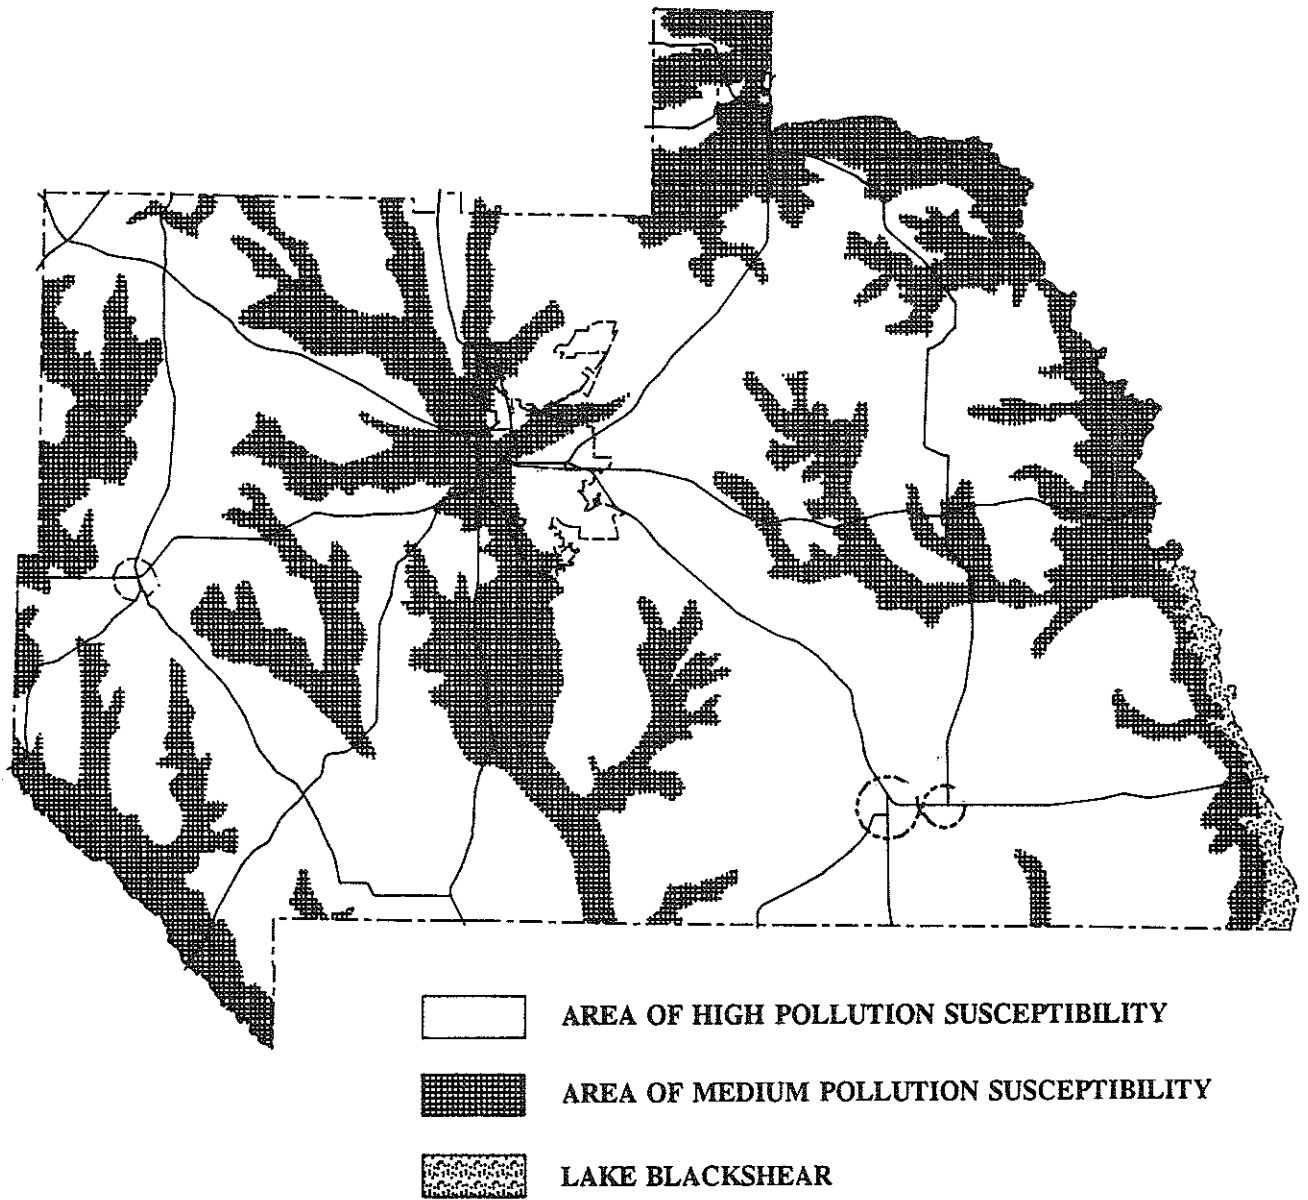 AREA OF HIGH POLLUTION SUSCEPTIBILITY
AREA OF MEDIUM POLLUTION SUSCEPTIBILITY
LAKE BLACKSHEAR